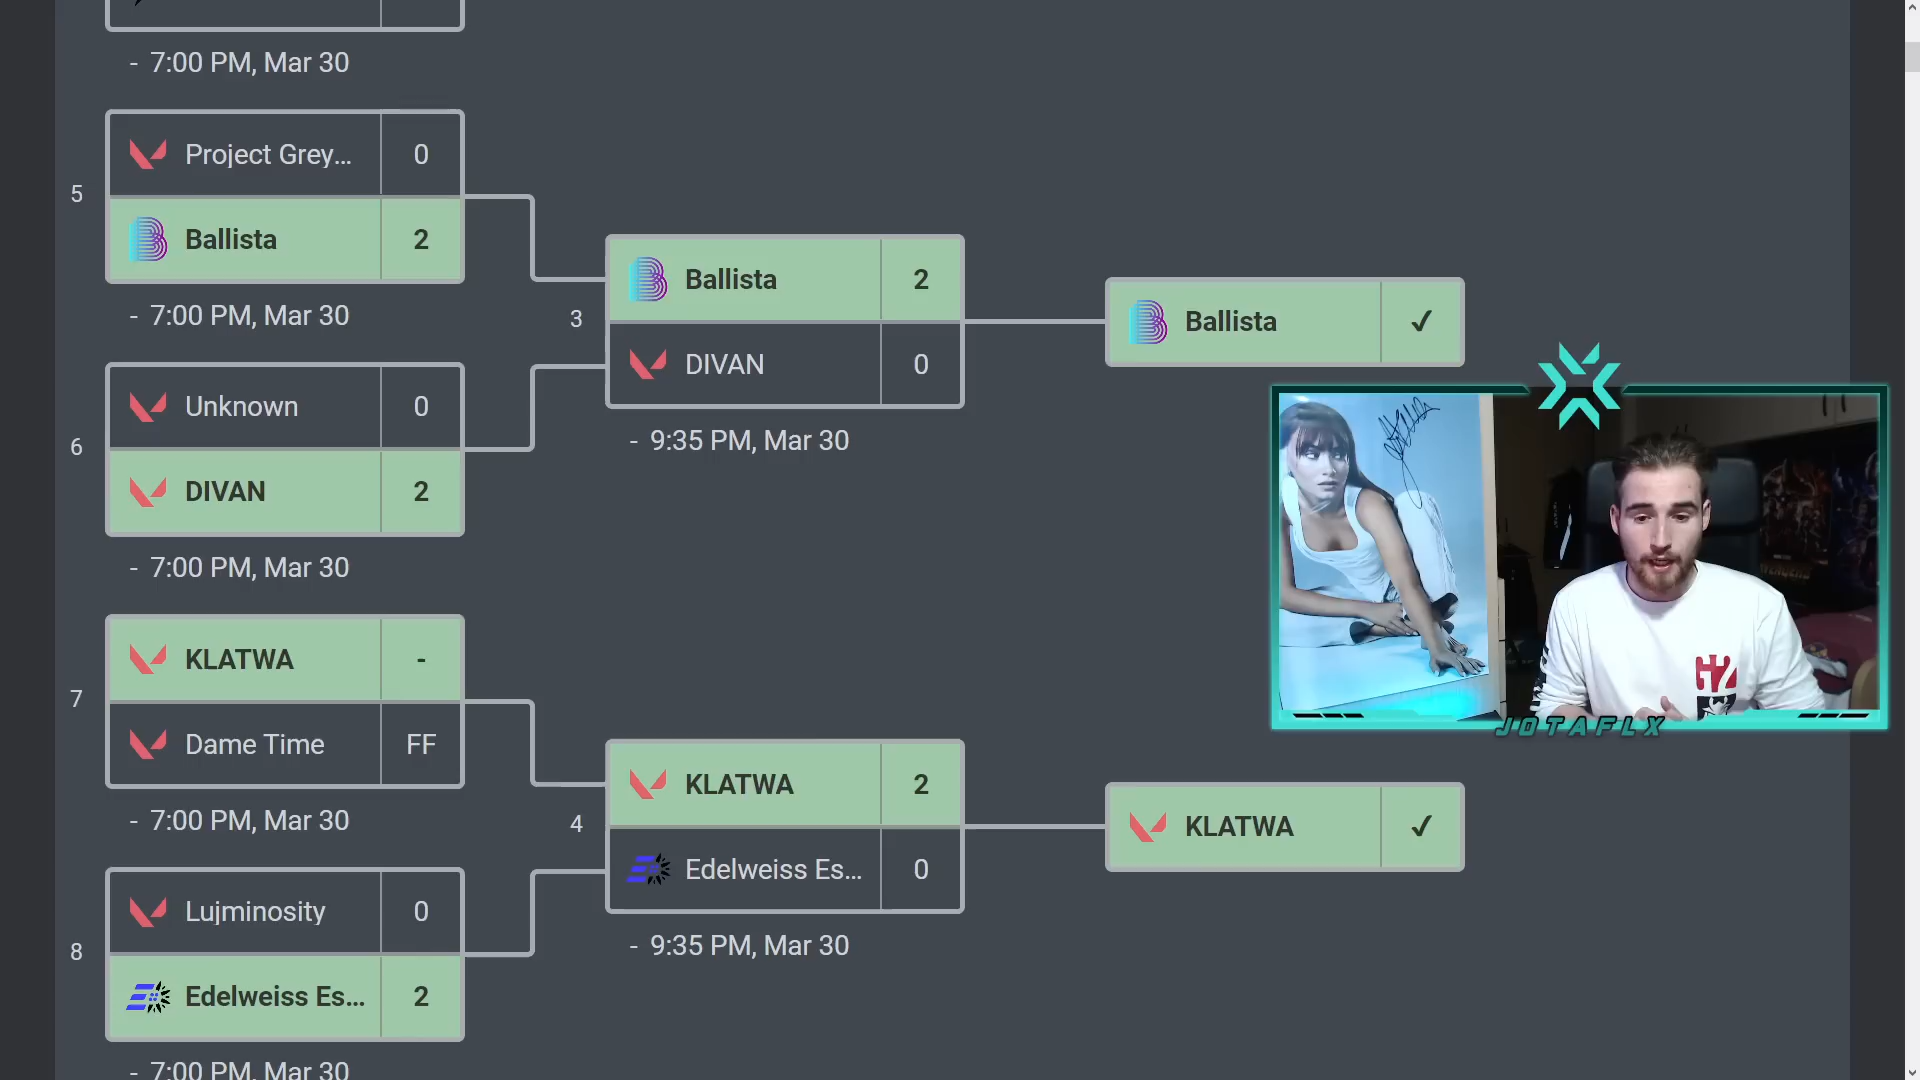 - 7:00 PM, Mar 30
5
Project Grey... 0
Ballista 2
- 7:00 PM, Mar 30
6
Unknown 0
DIVAN 2
- 7:00 PM, Mar 30
7
KLATWA -
Dame Time FF
- 7:00 PM, Mar 30
8
Lujminosity 0
Edelweiss Es... 2
- 7:00 PM, Mar 30
3
Ballista 2
DIVAN 0
- 9:35 PM, Mar 30
4
KLATWA 2
Edelweiss Es... 0
- 9:35 PM, Mar 30
Ballista ✓
KLATWA ✓
G2
JOTAFLX